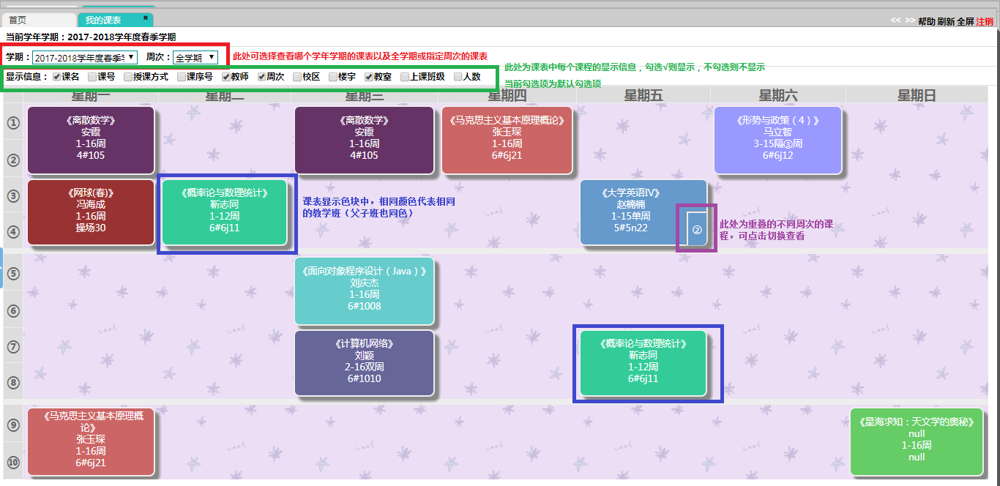 首页
我的课表
<< >> 帮助 刷新 全屏 注销
当前学年学期：2017-2018学年度春季学期
学期： 2017-2018学年度春季学 周次： 全学期
此处可选择查看哪个学年学期的课表以及全学期或指定周次的课表
显示信息： 课名 课号 授课方式 课序号 教师 周次 校区 楼宇 教室 上课班级 人数
此处为课表中每个课程的显示信息，勾选√则显示，不勾选则不显示
当前勾选项为默认勾选项
星期一 星期二 星期三 星期四 星期五 星期六 星期日
①
②
《离散数学》
安霞
1-16周
4#105
《离散数学》
安霞
1-16周
4#105
《马克思主义基本原理概论》
张玉琛
1-16周
6#6j21
《形势与政策（4）》
马立智
3-15隔③周
6#6j12
③
④
《网球(春)》
冯海成
1-16周
操场30
《概率论与数理统计》
靳志同
1-12周
6#6j11
课表显示色块中，相同颜色代表相同
的教学班（父子班也同色）
《大学英语Ⅳ》
赵楠楠
1-15单周
5#5n22
②
此处为重叠的不同周次的课
程，可点击切换查看
⑤
⑥
《面向对象程序设计（Java）》
刘庆杰
1-16周
6#1008
⑦
⑧
《计算机网络》
刘颖
2-16双周
6#1010
《概率论与数理统计》
靳志同
1-12周
6#6j11
⑨
⑩
《马克思主义基本原理概
论》
张玉琛
1-16周
6#6j21
《星海求知：天文学的奥秘》
null
1-16周
null